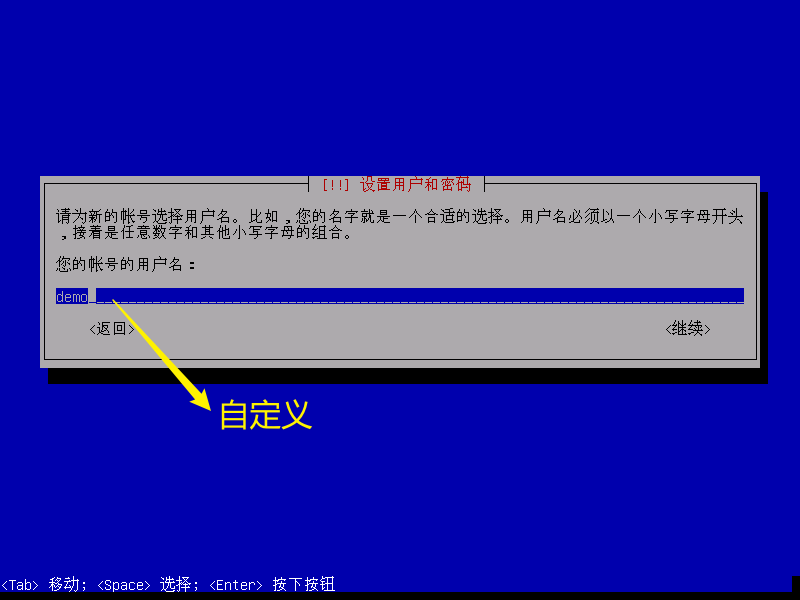 [!!] 设置用户和密码
请为新的帐号选择用户名。比如，您的名字就是一个合适的选择。用户名必须以一个小写字母开头
，接着是任意数字和其他小写字母的组合。
您的帐号的用户名：
demo
<返回>
<继续>
自定义
<Tab> 移动; <Space> 选择; <Enter> 按下按钮